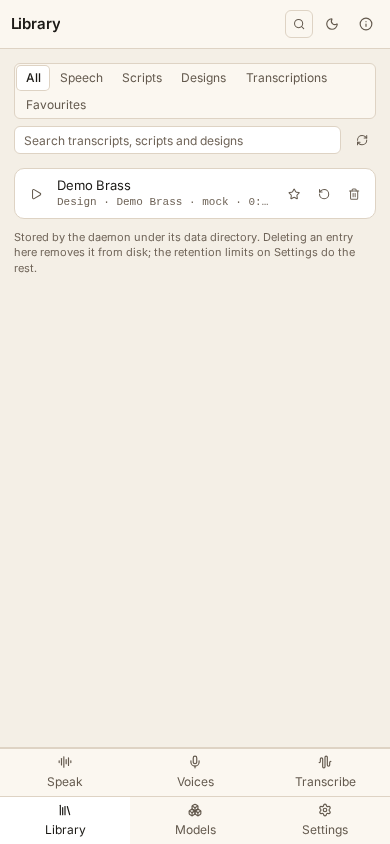 Library
All Speech Scripts Designs Transcriptions
Favourites
Search transcripts, scripts and designs
Demo Brass
Design · Demo Brass · mock · 0:…
Stored by the daemon under its data directory. Deleting an entry
here removes it from disk; the retention limits on Settings do the
rest.
Speak Voices Transcribe
Library Models Settings